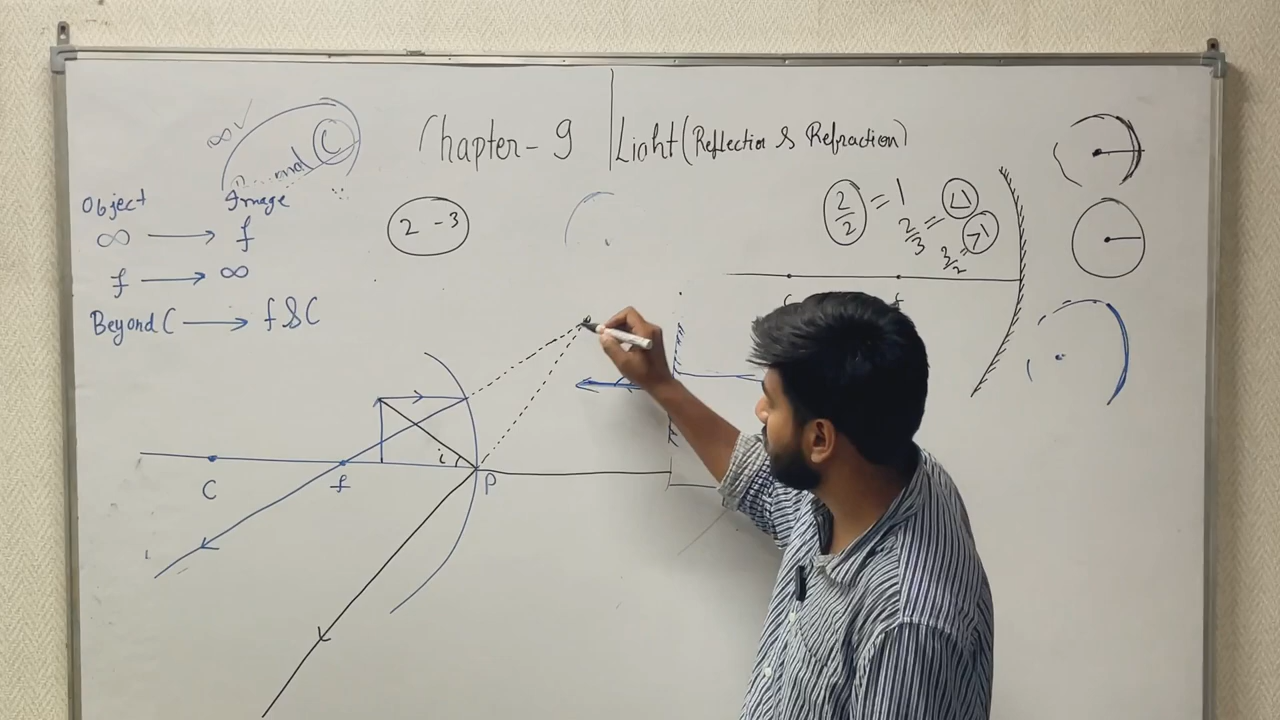 Chapter-9 | Light (Reflection & Refraction)
∞ ✓
C
Object Image
∞ → f
f → ∞
Beyond C → f & C
2-3
2/2 = 1
2/3 = <1
3/2 = >1
C f i P